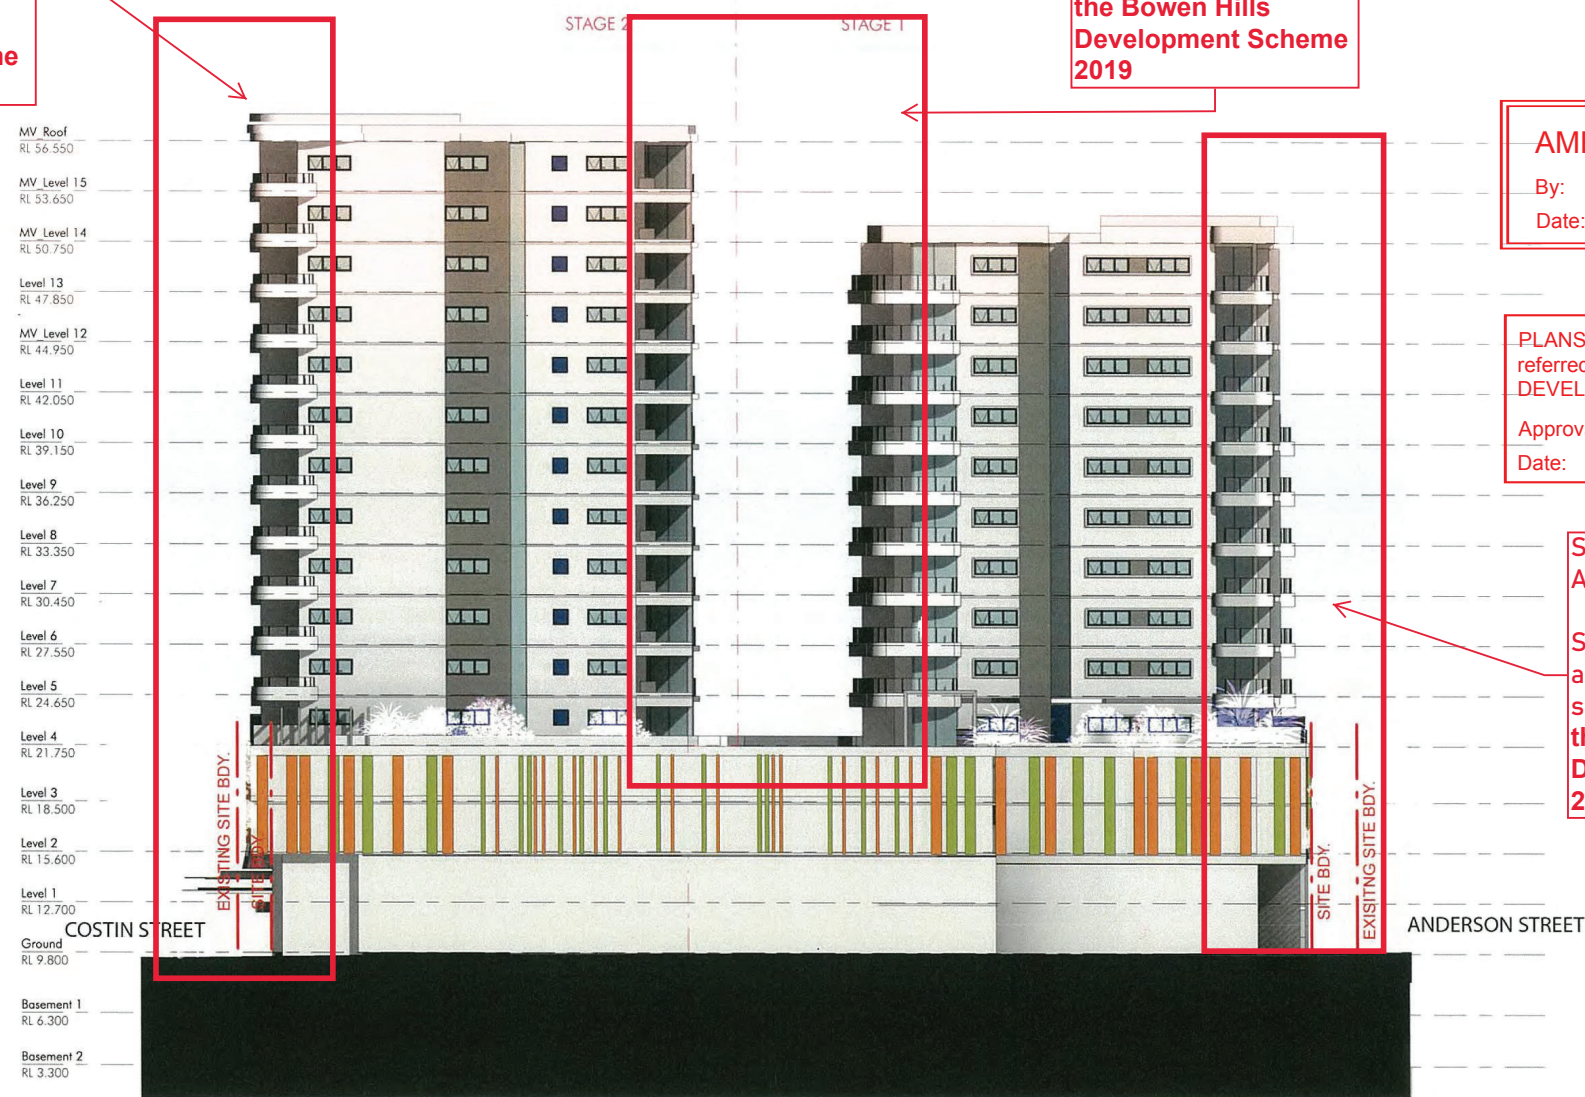 STAGE 2
STAGE 1
the Bowen Hills
Development Scheme
2019
MV_Roof
RL 56.550
MV_Level 15
RL 53.650
MV_Level 14
RL 50.750
Level 13
RL 47.850
MV_Level 12
RL 44.950
Level 11
RL 42.050
Level 10
RL 39.150
Level 9
RL 36.250
Level 8
RL 33.350
Level 7
RL 30.450
Level 6
RL 27.550
Level 5
RL 24.650
Level 4
RL 21.750
Level 3
RL 18.500
Level 2
RL 15.600
Level 1
RL 12.700
Ground
RL 9.800
Basement 1
RL 6.300
Basement 2
RL 3.300
COSTIN STREET
EXISTING SITE BDY.
SITE BDY.
SITE BDY.
EXISITNG SITE BDY.
ANDERSON STREET
By:
Date:
PLANS
Date: